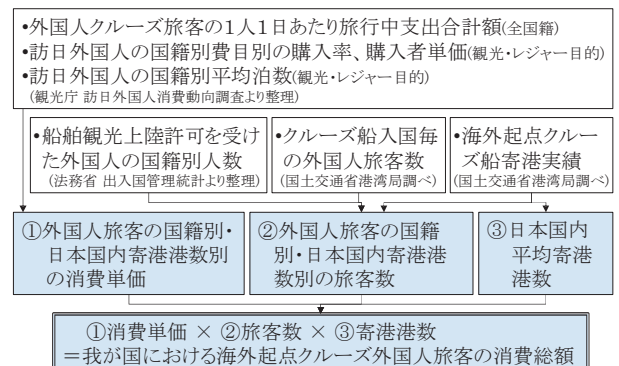 •外国人クルーズ旅客の1人1日あたり旅行中支出合計額(全国籍)
•訪日外国人の国籍別費目別の購入率、購入者単価(観光・レジャー目的)
•訪日外国人の国籍別平均泊数(観光・レジャー目的)
(観光庁 訪日外国人消費動向調査より整理)
•船舶観光上陸許可を受け
た外国人の国籍別人数
(法務省 出入国管理統計より整理)
•クルーズ船入国毎
の外国人旅客数
(国土交通省港湾局調べ)
•海外起点クルー
ズ船寄港実績
(国土交通省港湾局調べ)
①外国人旅客の国籍別・
日本国内寄港港数別
の消費単価
②外国人旅客の国籍
別・日本国内寄港港
数別の旅客数
③日本国内
平均寄港
港数
①消費単価 × ②旅客数 × ③寄港港数
＝我が国における海外起点クルーズ外国人旅客の消費総額